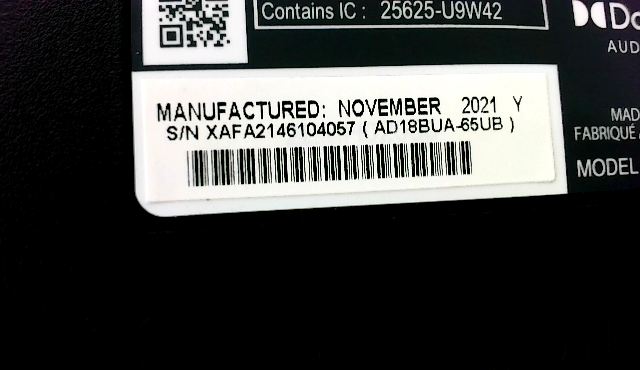 Contains IC : 25625-U9W42
AUD
MANUFACTURED: NOVEMBER 2021 Y
S/N XAFA2146104057 ( AD18BUA-65UB )
MAD
FABRIQUÉ
MODEL